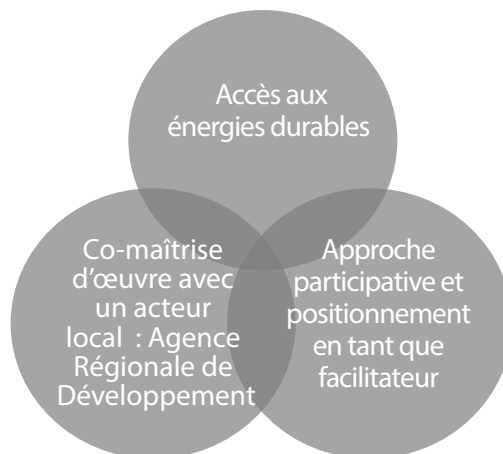 Accès aux
énergies durables
Co-maîtrise
d’œuvre avec
un acteur
local : Agence
Régionale de
Développement
Approche
participative et
positionnement
en tant que
facilitateur